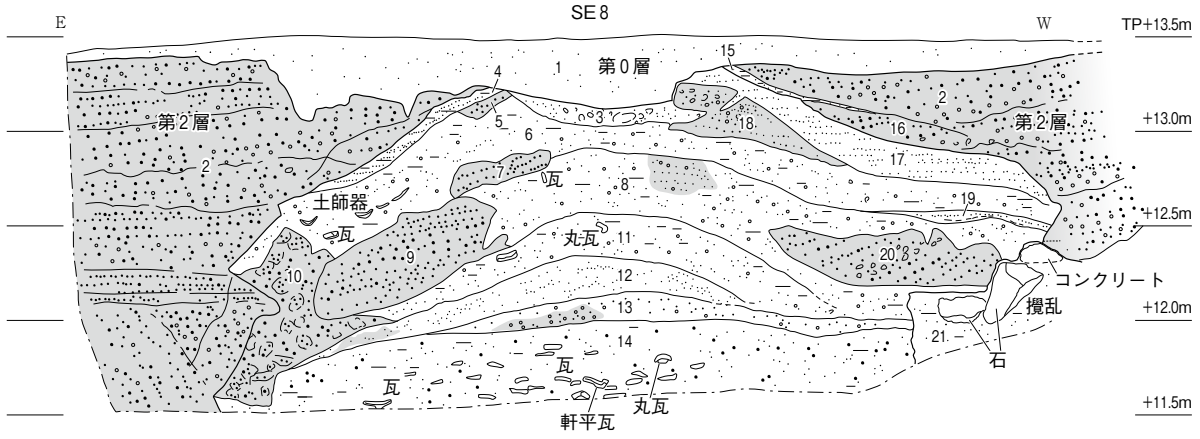 SE8
E
W
TP+13.5m
15
4
1
第0層
5
3
2
第2層
18
16
第2層
+13.0m
6
17
2
7
瓦
8
土師器
19
+12.5m
瓦
丸瓦
11
9
20
10
12
コンクリート
13
攪乱
+12.0m
14
21
瓦
石
瓦
丸瓦
軒平瓦
+11.5m